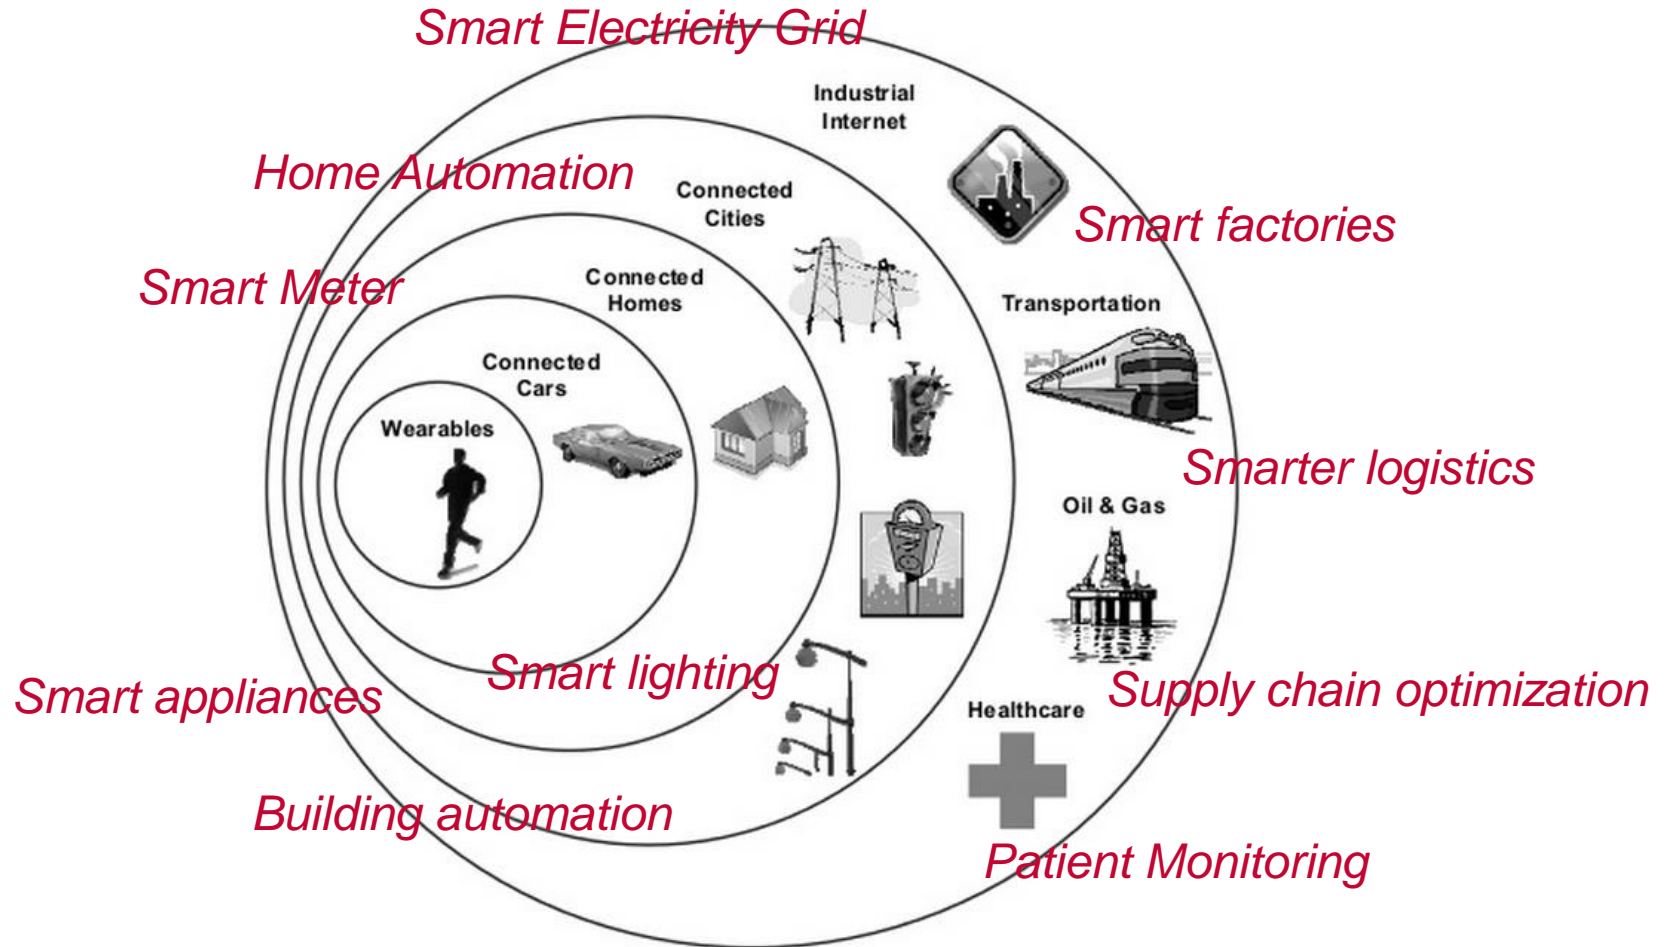 Smart Electricity Grid
Industrial
Internet
Home Automation
Connected
Cities
Smart factories
Smart Meter
Connected
Homes
Transportation
Connected
Cars
Wearables
Smarter logistics
Oil & Gas
Smart lighting
Smart appliances
Supply chain optimization
Healthcare
Building automation
Patient Monitoring